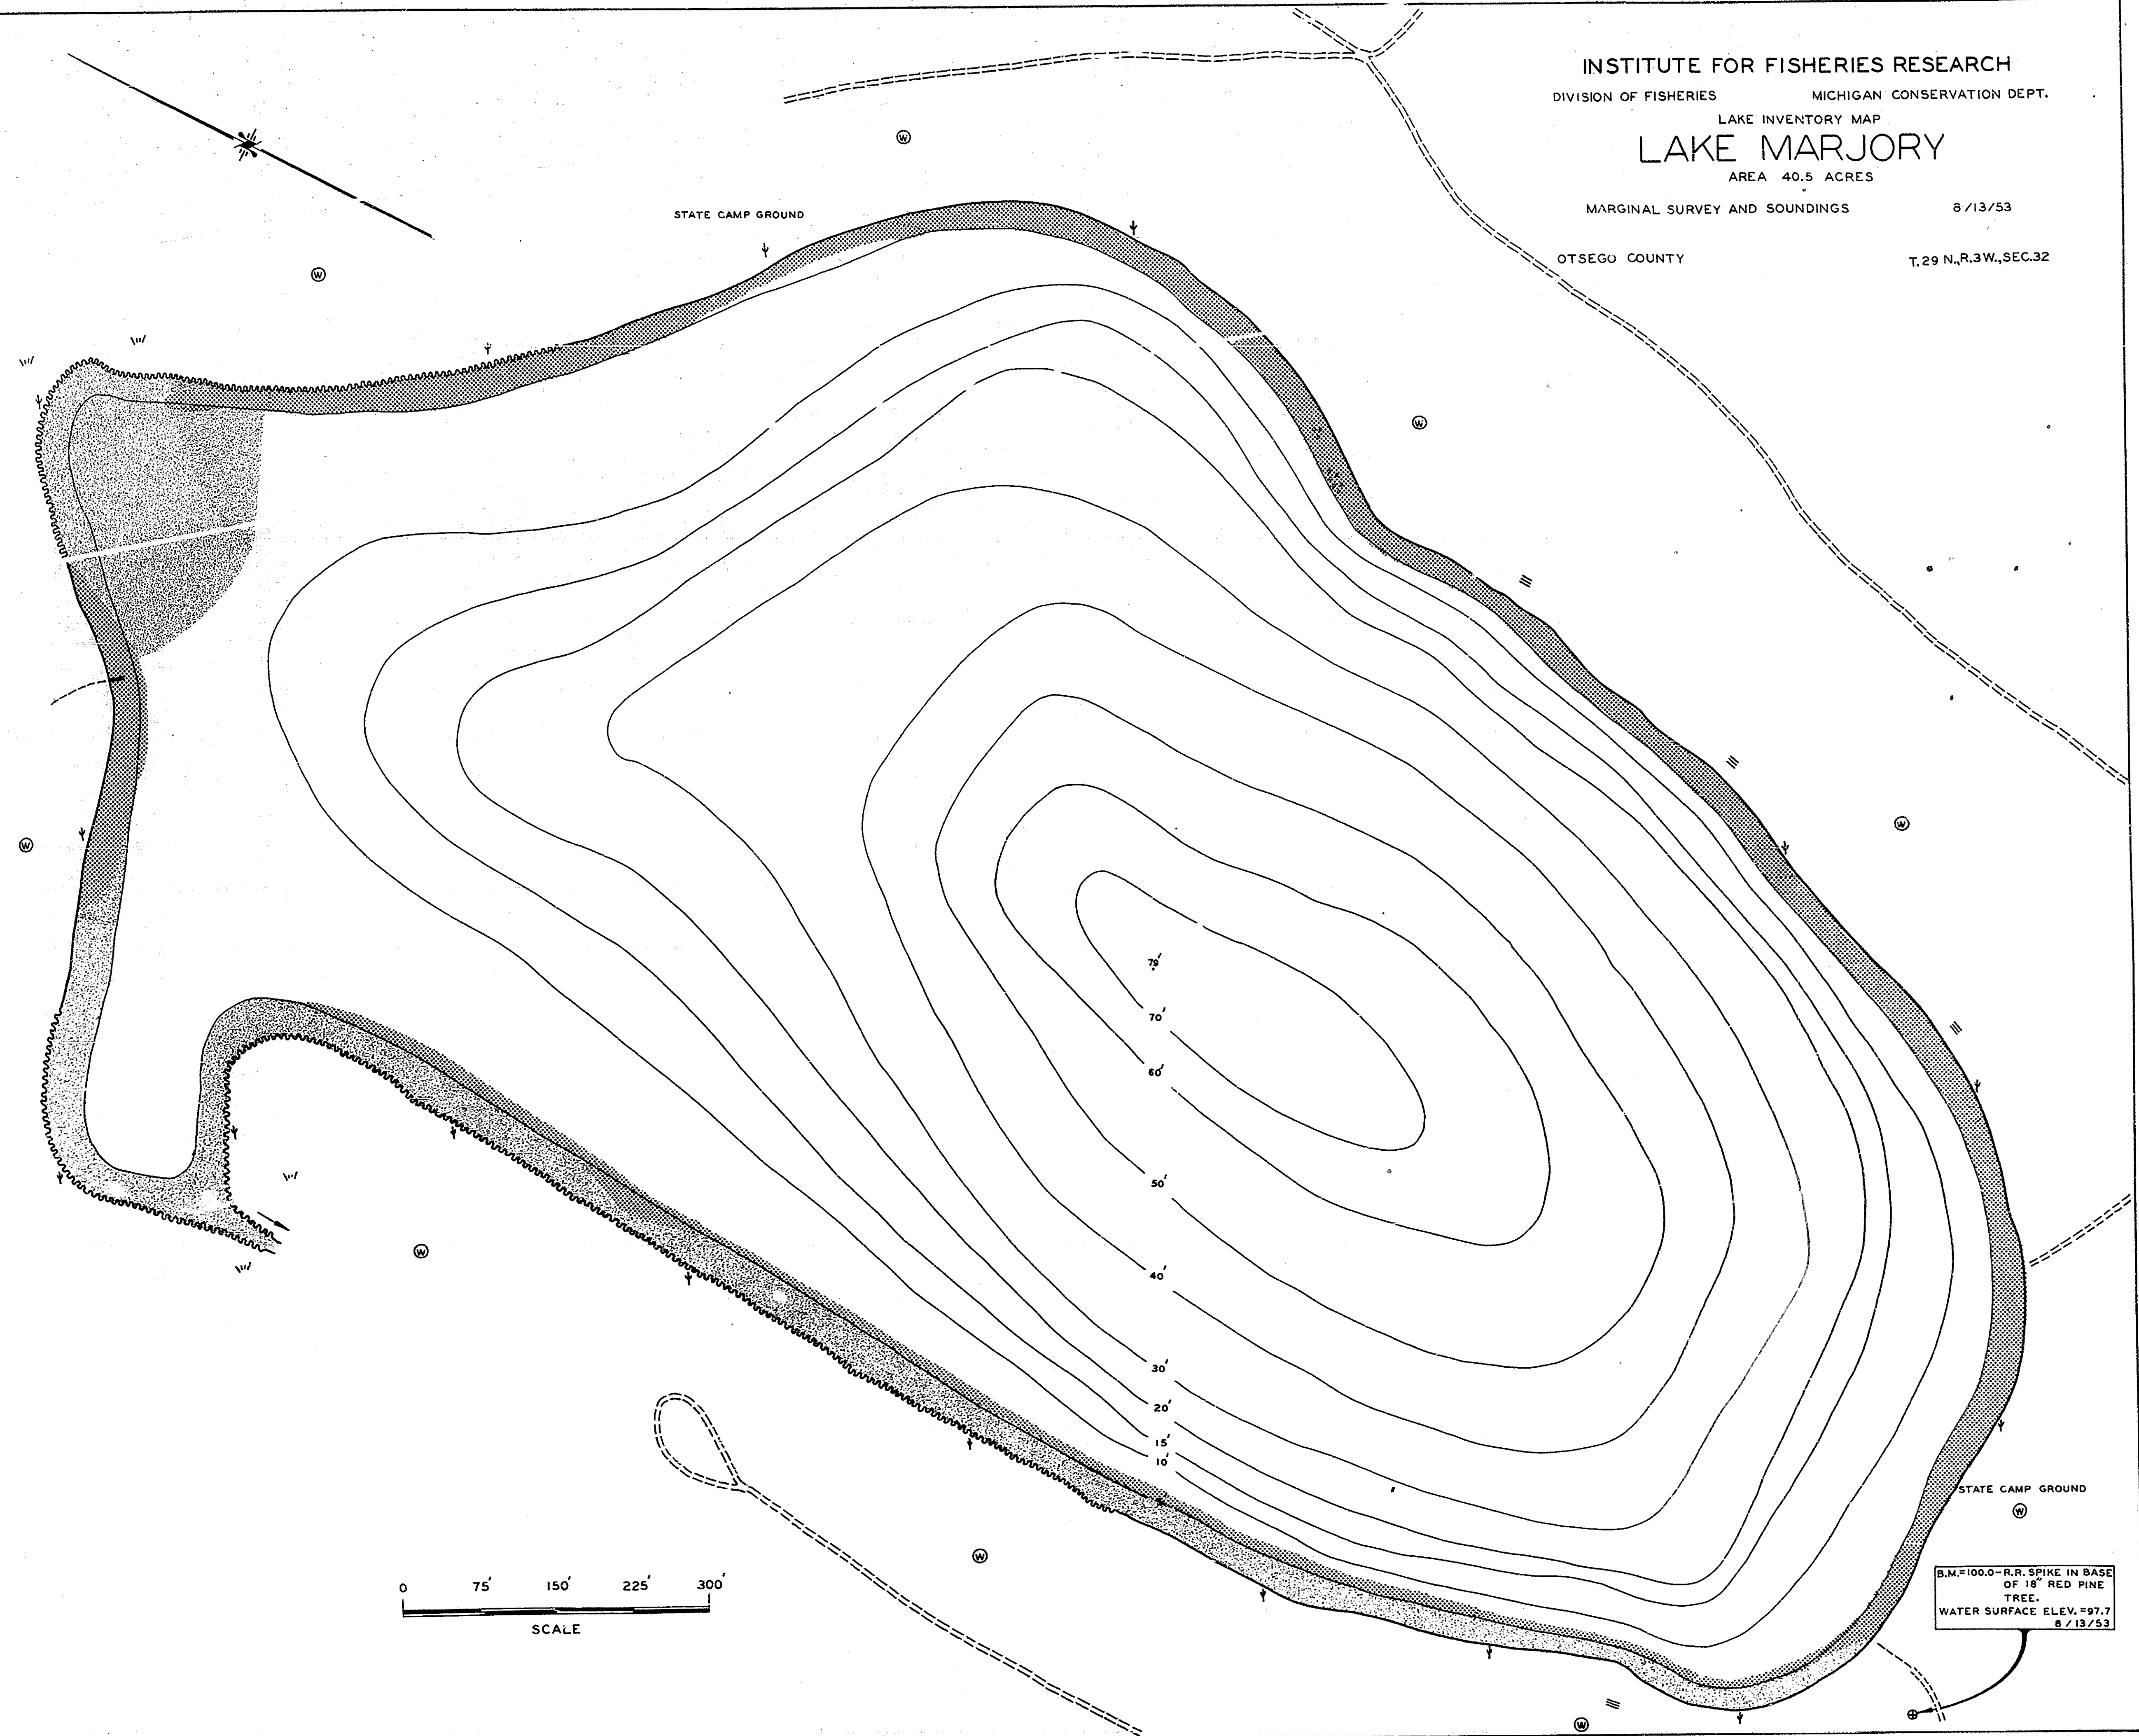 INSTITUTE FOR FISHERIES RESEARCH
DIVISION OF FISHERIES MICHIGAN CONSERVATION DEPT.
LAKE INVENTORY MAP
LAKE MARJORY
AREA 40.5 ACRES
MARGINAL SURVEY AND SOUNDINGS 8/13/53
OTSEGO COUNTY T.29 N.,R.3W.,SEC.32
W
STATE CAMP GROUND
W
W
W
W
79'
70'
60'
50'
W
40'
30'
20'
15'
10'
STATE CAMP GROUND
W
W
0 75' 150' 225' 300'
SCALE
B.M.=100.0-R.R. SPIKE IN BASE
OF 18" RED PINE
TREE.
WATER SURFACE ELEV.=97.7
8/13/53
W